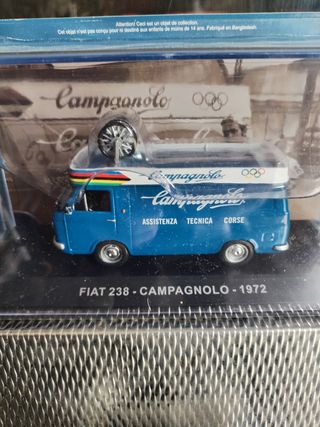 Attention! Ceci est un objet de collection.
Cet objet n'est pas conçu pour ni destiné aux enfants de moins de 14 ans. Fabriqué en Bangladesh.
Campagnolo
Campagnolo
Campagnolo
ASSISTENZA TECNICA CORSE
FIAT 238 - CAMPAGNOLO - 1972